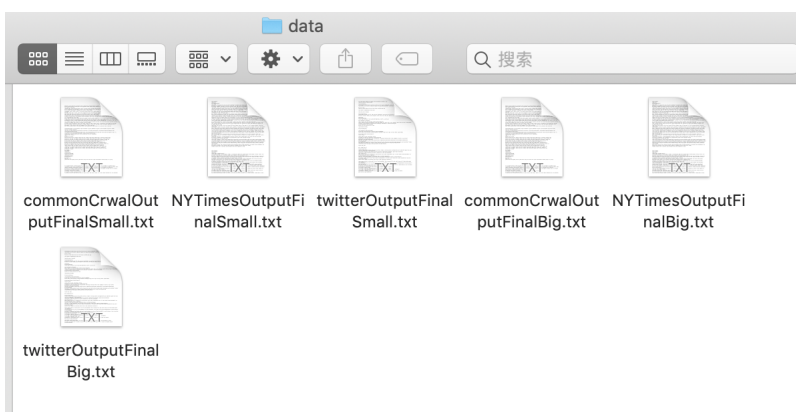 data
搜索
commonCrwalOut
putFinalSmall.txt
NYTimesOutputFi
nalSmall.txt
twitterOutputFinal
Small.txt
commonCrwalOut
putFinalBig.txt
NYTimesOutputFi
nalBig.txt
twitterOutputFinal
Big.txt
TXT
TXT
TXT
TXT
TXT
TXT